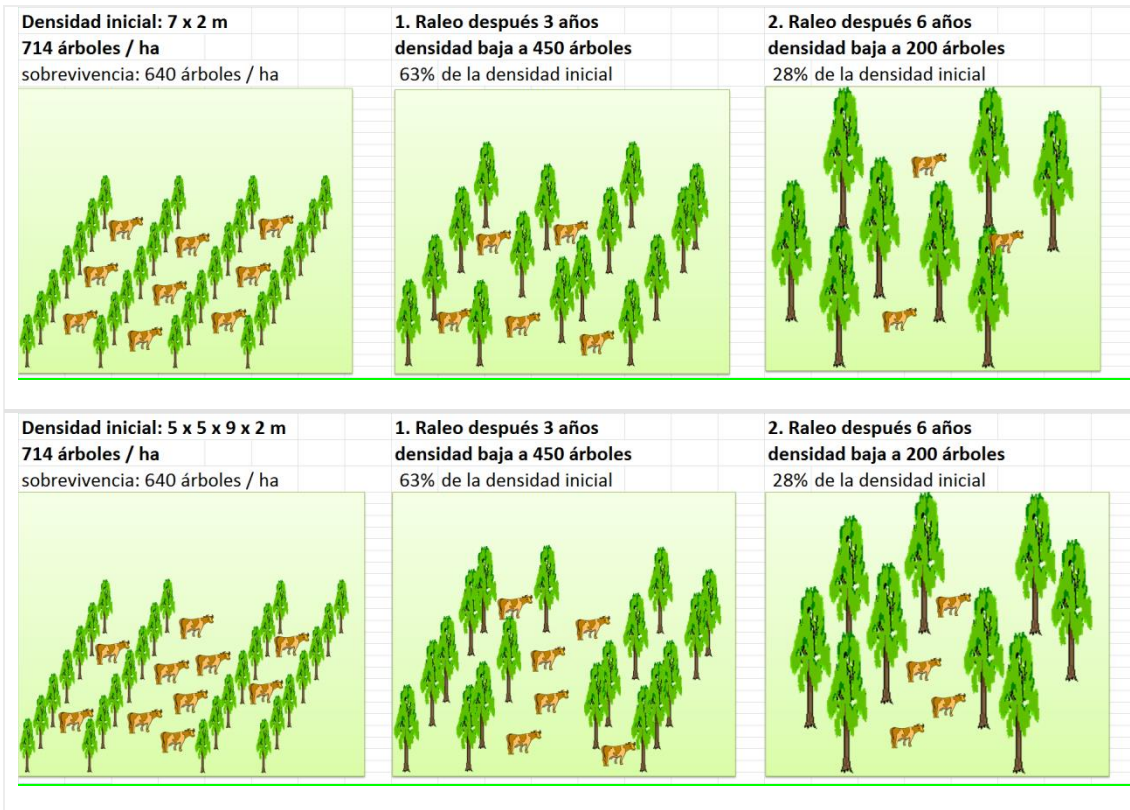 Densidad inicial: 7 x 2 m
714 árboles / ha
sobrevivencia: 640 árboles / ha
1. Raleo después 3 años
densidad baja a 450 árboles
63% de la densidad inicial
2. Raleo después 6 años
densidad baja a 200 árboles
28% de la densidad inicial
Densidad inicial: 5 x 5 x 9 x 2 m
714 árboles / ha
sobrevivencia: 640 árboles / ha
1. Raleo después 3 años
densidad baja a 450 árboles
63% de la densidad inicial
2. Raleo después 6 años
densidad baja a 200 árboles
28% de la densidad inicial